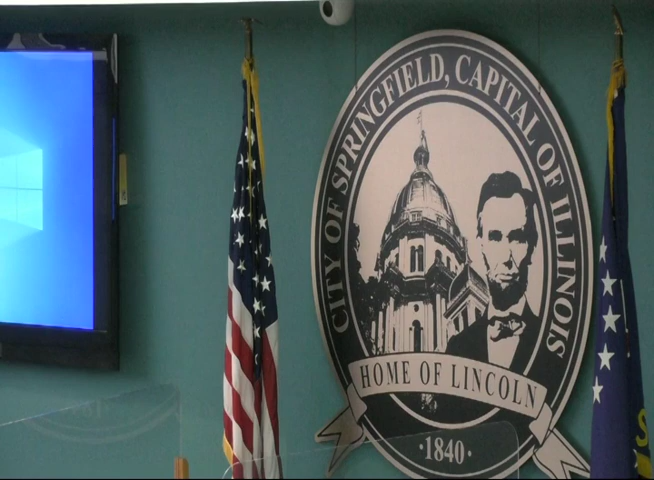 CITY OF SPRINGFIELD, CAPITAL OF ILLINOIS
HOME OF LINCOLN
·1840·